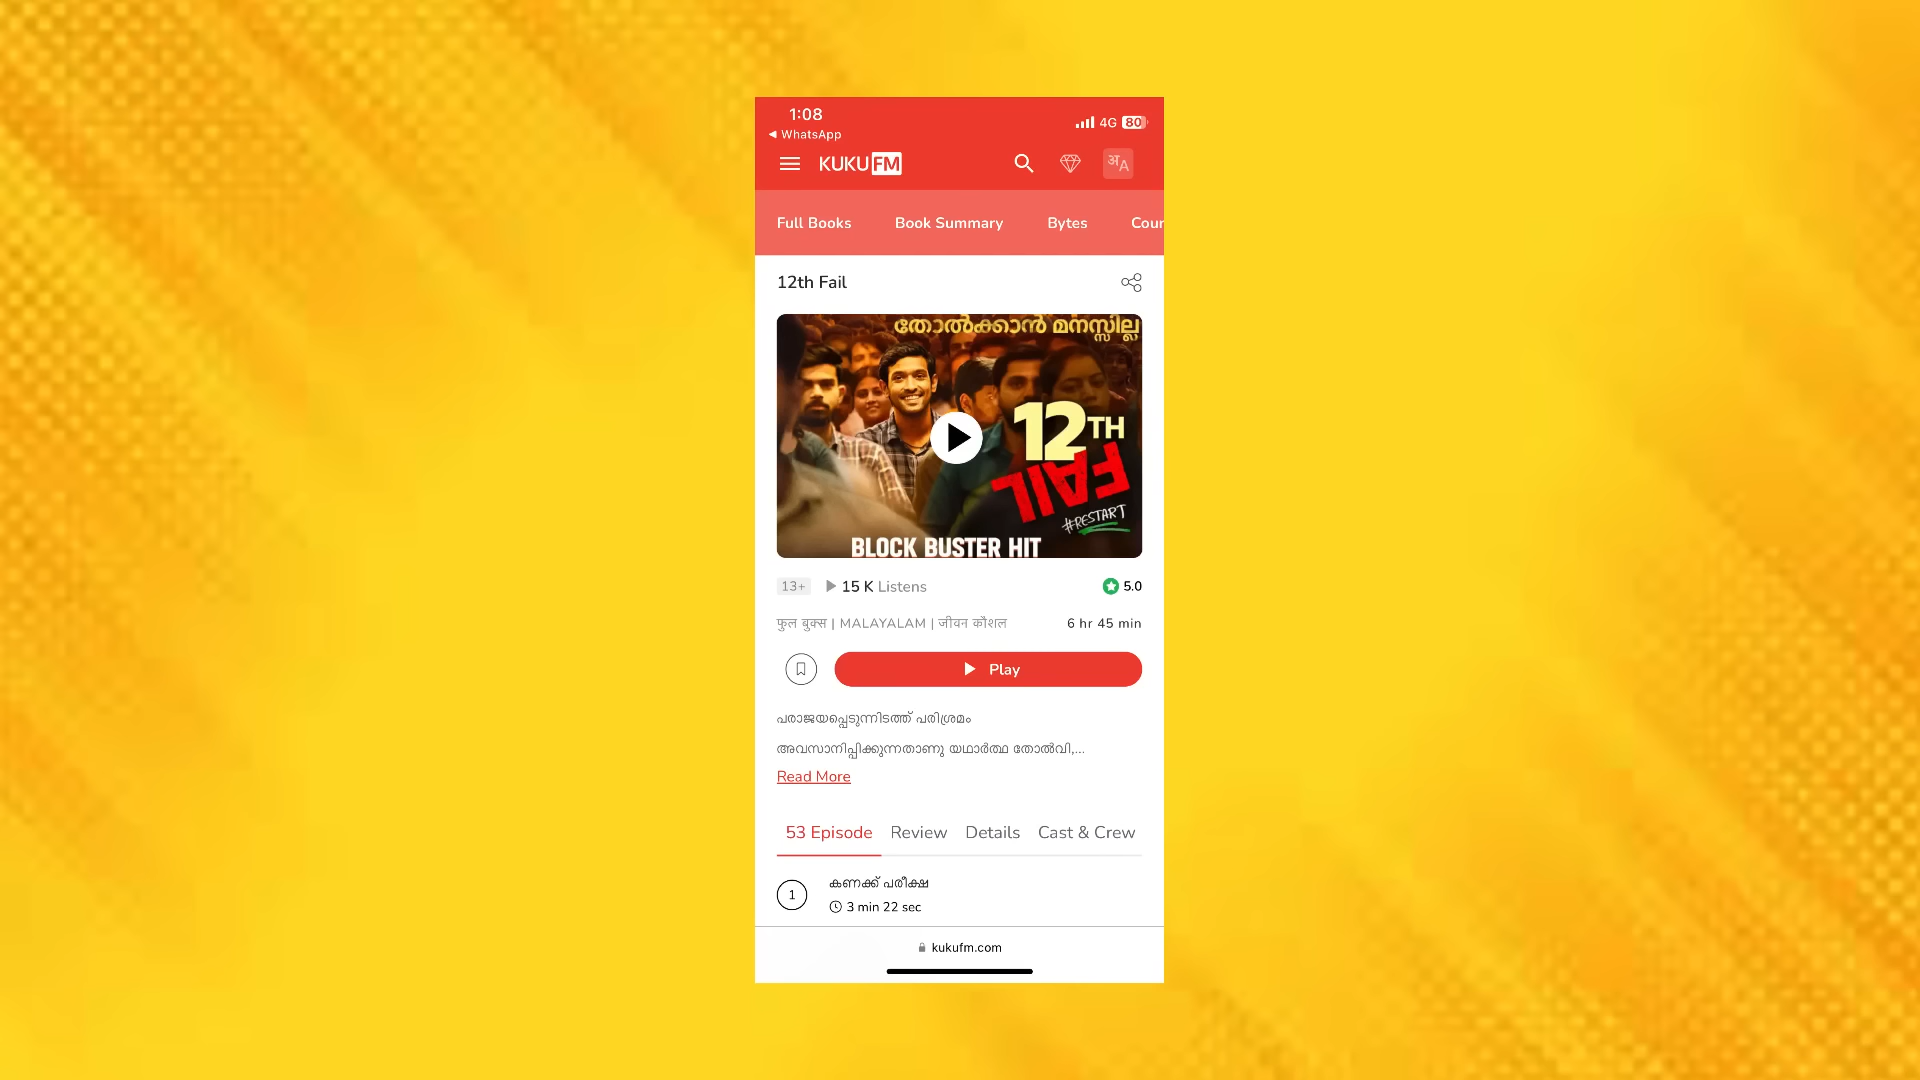 1:08
4G 80
◀ WhatsApp
KUKU FM
अ A
Full Books Book Summary Bytes Cour
12th Fail
തോൽക്കാൻ മനസ്സില്ല
12TH
FAIL
#RESTART
BLOCK BUSTER HIT
13+ 15 K Listens 5.0
फुल बुक्स | MALAYALAM | जीवन कौशल 6 hr 45 min
Play
പരാജയപ്പെടുന്നിടത്ത് പരിശ്രമം
അവസാനിപ്പിക്കുന്നതാണു യഥാർത്ഥ തോൽവി,...
Read More
53 Episode Review Details Cast & Crew
1 കണക്ക് പരീക്ഷ
3 min 22 sec
kukufm.com